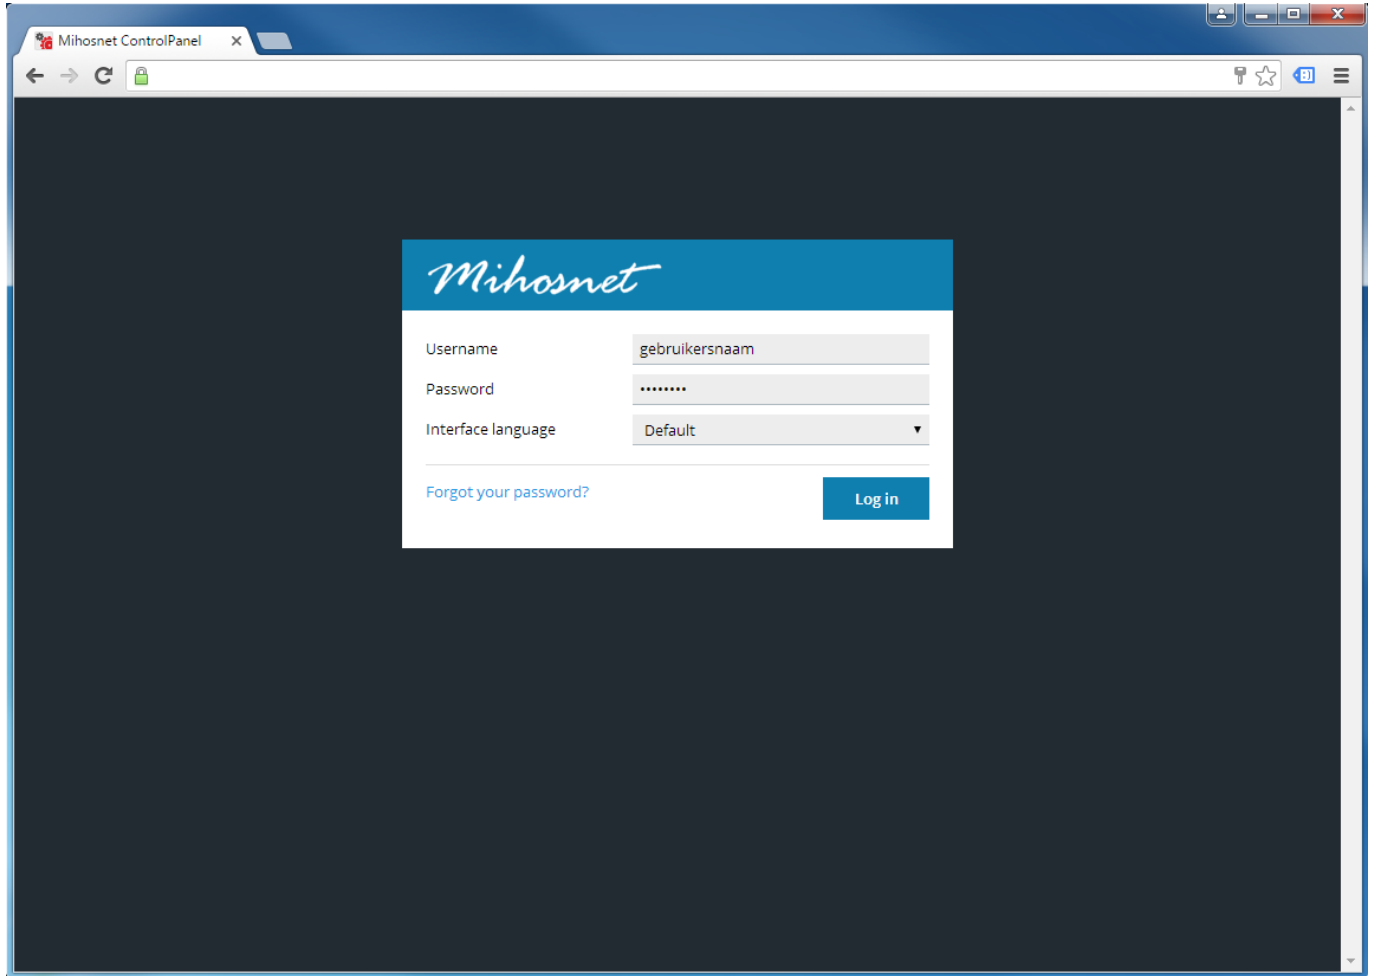 Mihosnet ControlPanel
Mihosnet
Username gebruikersnaam
Password ••••••••
Interface language Default
Forgot your password? Log in